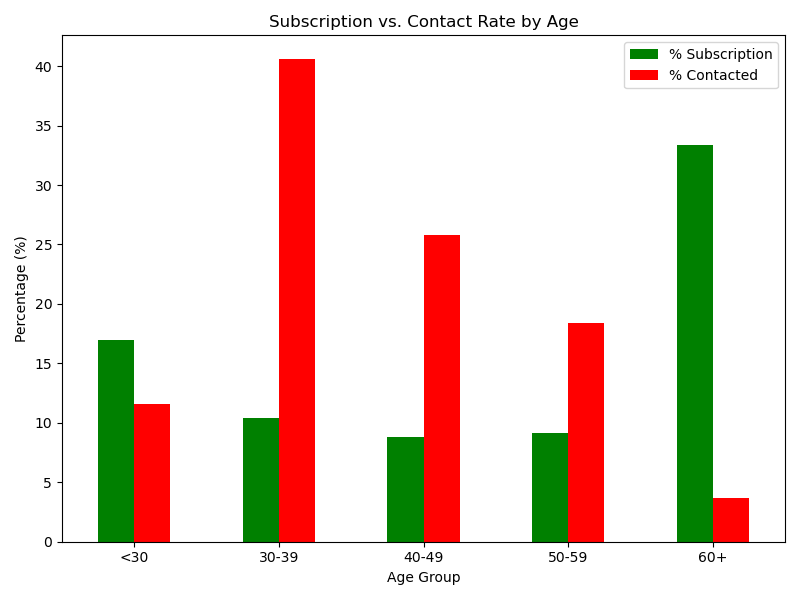 Subscription vs. Contact Rate by Age
% Subscription
% Contacted
Percentage (%)
40
35
30
25
20
15
10
5
0
<30
30-39
40-49
50-59
60+
Age Group